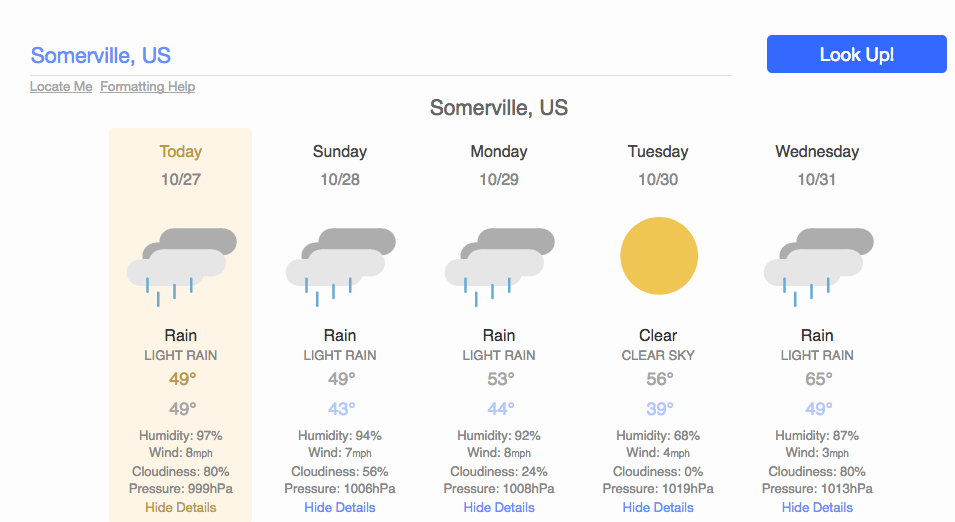 Somerville, US
Look Up!
Locate Me Formatting Help
Somerville, US
Today Sunday Monday Tuesday Wednesday
10/27 10/28 10/29 10/30 10/31
Rain Rain Rain Clear Rain
LIGHT RAIN LIGHT RAIN LIGHT RAIN CLEAR SKY LIGHT RAIN
49° 49° 53° 56° 65°
49° 43° 44° 39° 49°
Humidity: 97% Humidity: 94% Humidity: 92% Humidity: 68% Humidity: 87%
Wind: 8mph Wind: 7mph Wind: 8mph Wind: 4mph Wind: 3mph
Cloudiness: 80% Cloudiness: 56% Cloudiness: 24% Cloudiness: 0% Cloudiness: 80%
Pressure: 999hPa Pressure: 1006hPa Pressure: 1008hPa Pressure: 1019hPa Pressure: 1013hPa
Hide Details Hide Details Hide Details Hide Details Hide Details